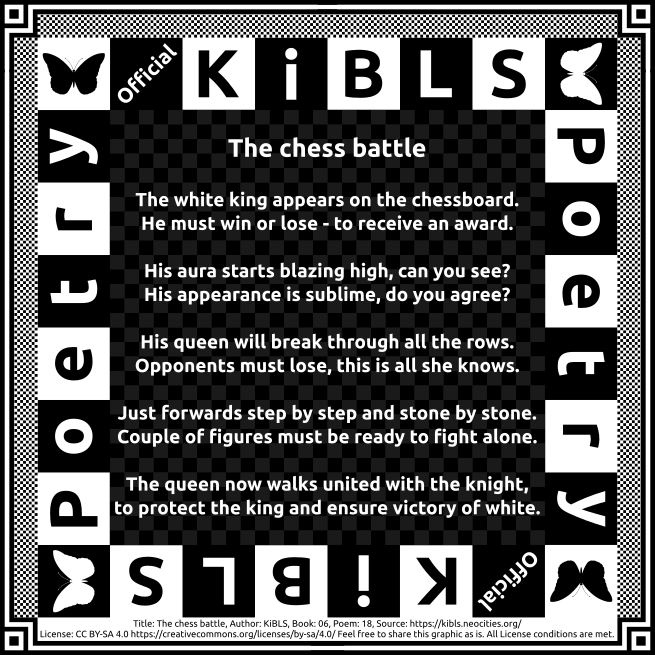 Official KiBLS
Poetry
Poetry
The chess battle
The white king appears on the chessboard.
He must win or lose - to receive an award.
His aura starts blazing high, can you see?
His appearance is sublime, do you agree?
His queen will break through all the rows.
Opponents must lose, this is all she knows.
Just forwards step by step and stone by stone.
Couple of figures must be ready to fight alone.
The queen now walks united with the knight,
to protect the king and ensure victory of white.
Official KiBLS
Title: The chess battle, Author: KiBLS, Book: 06, Poem: 18, Source: https://kibls.neocities.org/
License: CC BY-SA 4.0 https://creativecommons.org/licenses/by-sa/4.0/ Feel free to share this graphic as is. All License conditions are met.